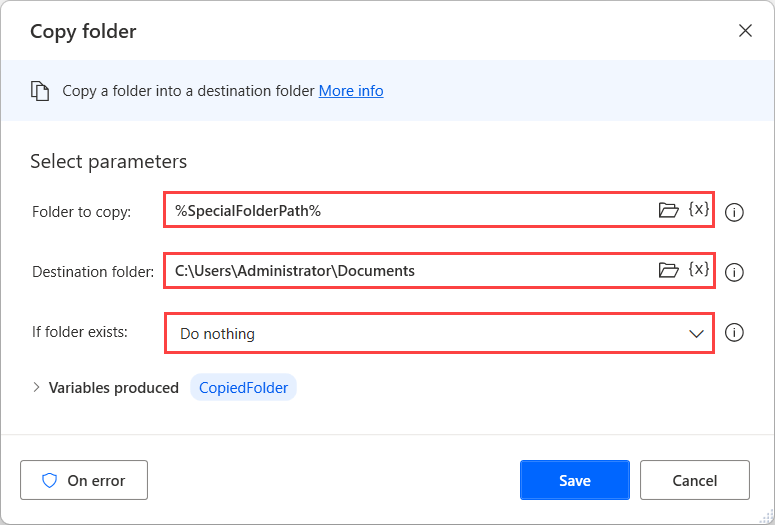 Copy folder
Copy a folder into a destination folder More info
Select parameters
Folder to copy: %SpecialFolderPath% {x}
Destination folder: C:\Users\Administrator\Documents {x}
If folder exists: Do nothing
Variables produced CopiedFolder
On error Save Cancel